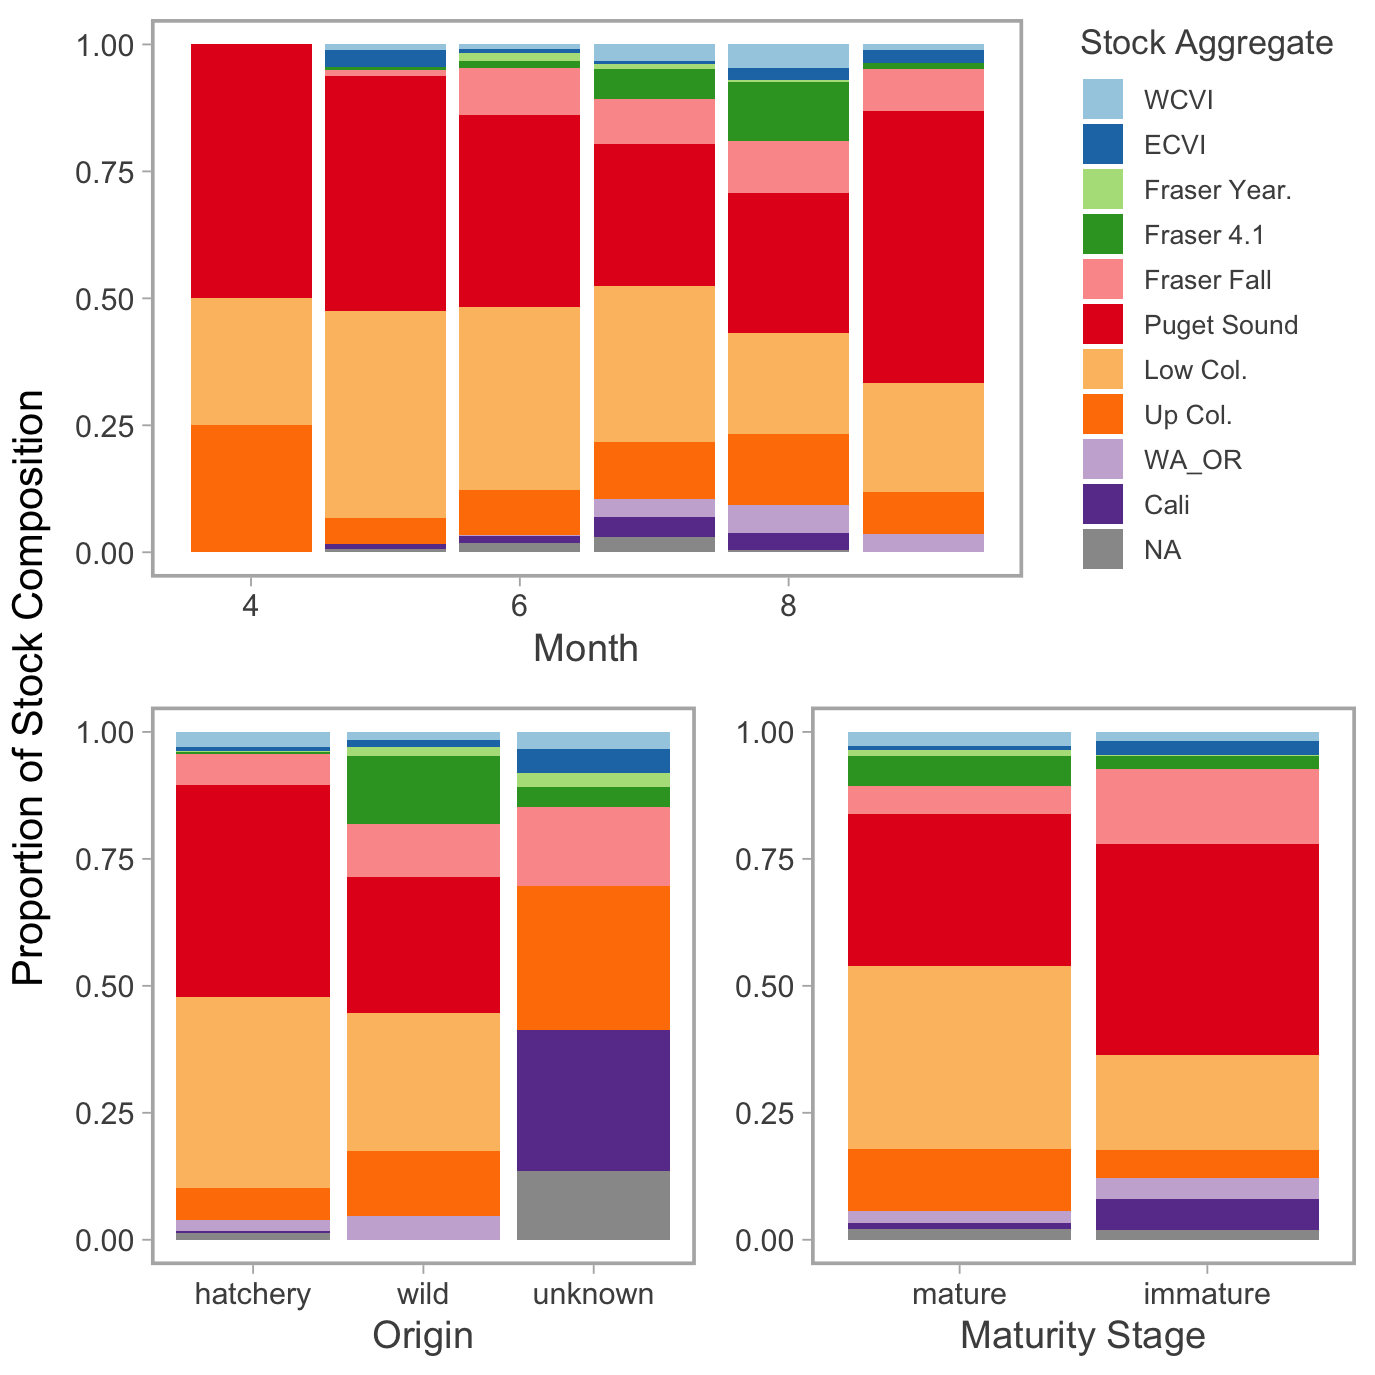 Proportion of Stock Composition
1.00
0.75
0.50
0.25
0.00
4 6 8
Month
Stock Aggregate
WCVI
ECVI
Fraser Year.
Fraser 4.1
Fraser Fall
Puget Sound
Low Col.
Up Col.
WA_OR
Cali
NA
1.00
0.75
0.50
0.25
0.00
hatchery wild unknown
Origin
1.00
0.75
0.50
0.25
0.00
mature immature
Maturity Stage